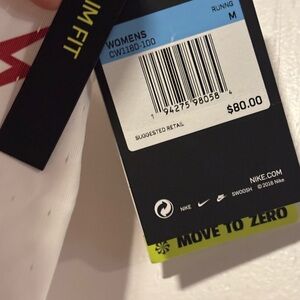 IM FIT
RUNNG
M
WOMENS
CW1180-100
1 94275 98058 4
$80.00
SUGGESTED RETAIL
NIKE.COM
NIKE SWOOSH © 2018 Nike
MOVE TO ZERO